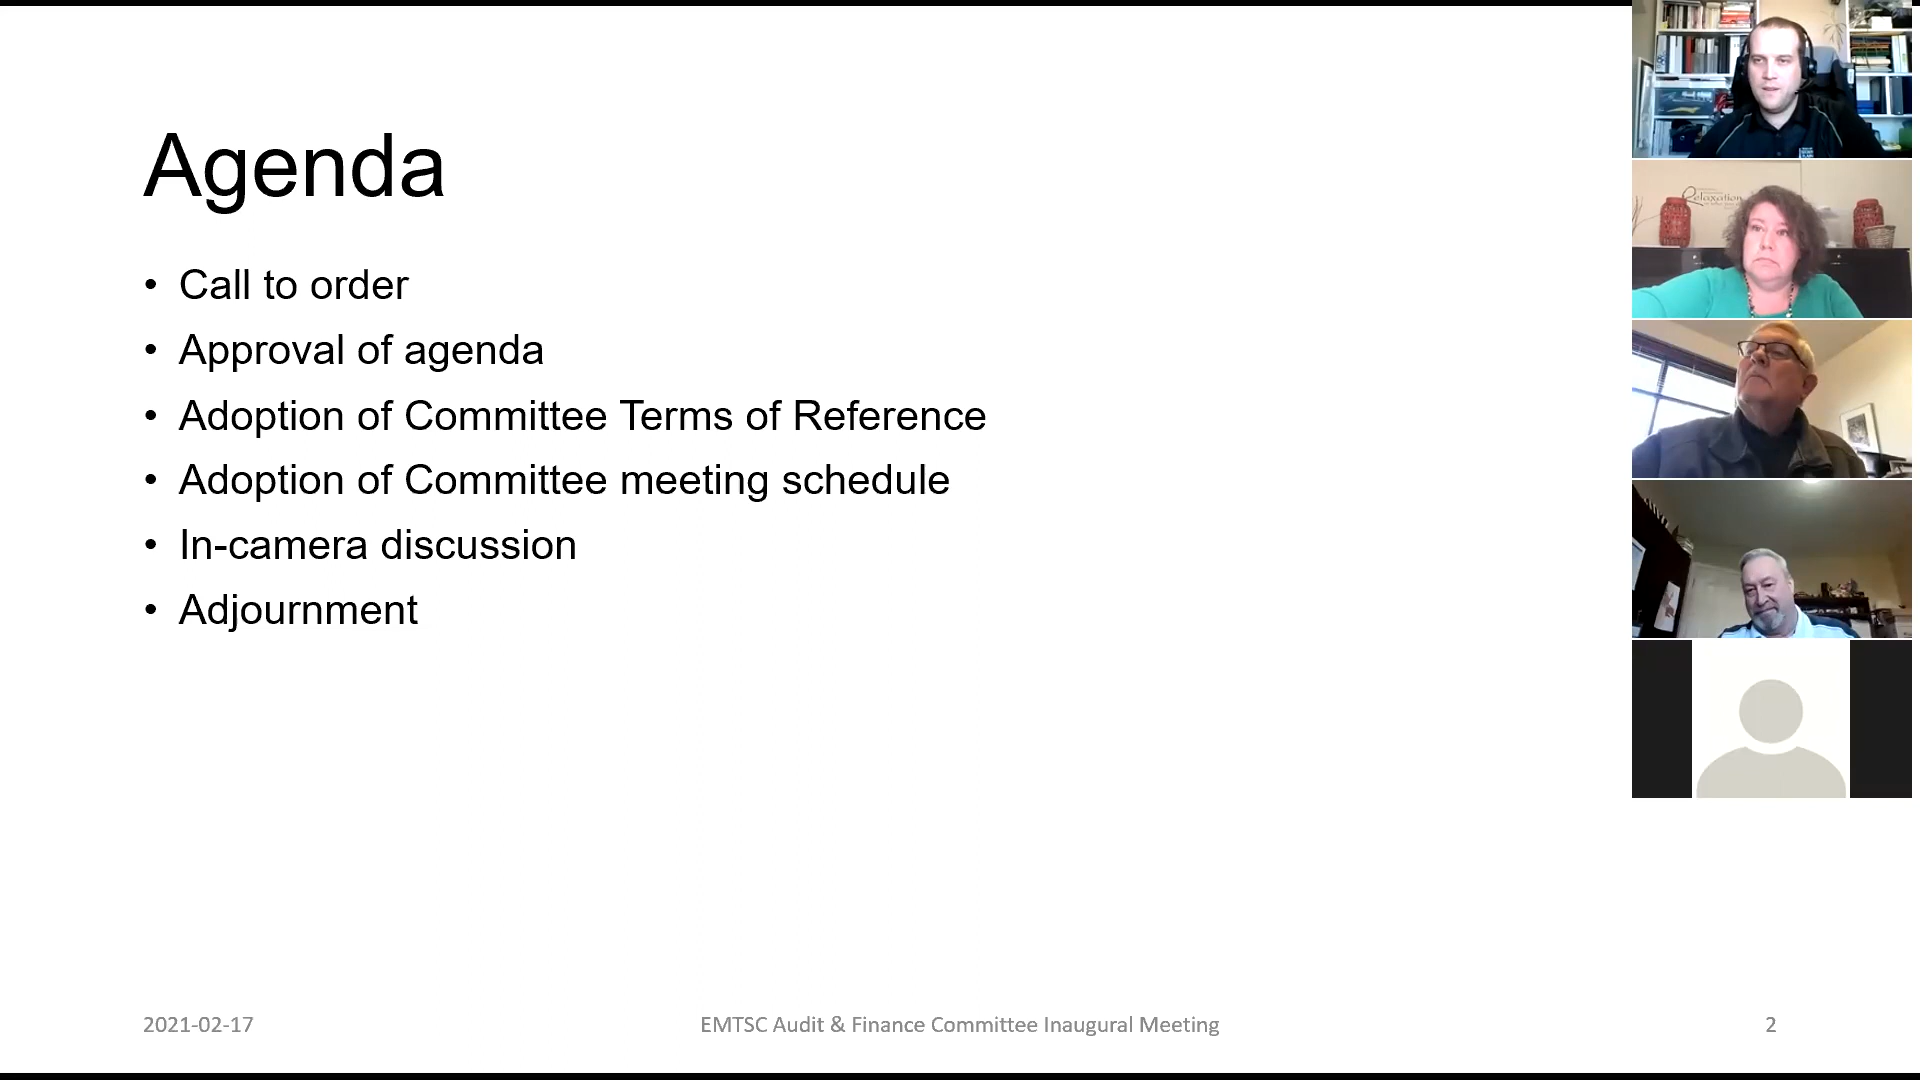 Agenda
• Call to order
• Approval of agenda
• Adoption of Committee Terms of Reference
• Adoption of Committee meeting schedule
• In-camera discussion
• Adjournment
2021-02-17
EMTSC Audit & Finance Committee Inaugural Meeting
2
Relaxation